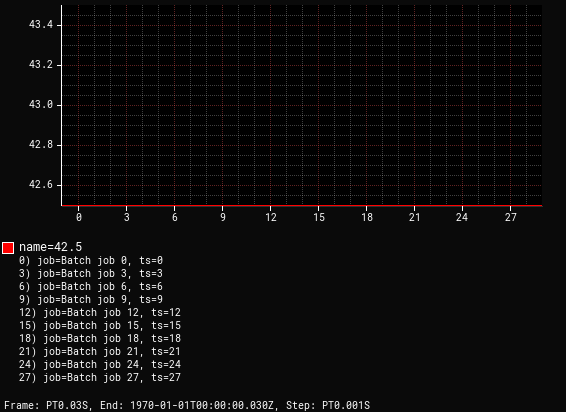 43.4
43.2
43.0
42.8
42.6
0 3 6 9 12 15 18 21 24 27
name=42.5
0) job=Batch job 0, ts=0
3) job=Batch job 3, ts=3
6) job=Batch job 6, ts=6
9) job=Batch job 9, ts=9
12) job=Batch job 12, ts=12
15) job=Batch job 15, ts=15
18) job=Batch job 18, ts=18
21) job=Batch job 21, ts=21
24) job=Batch job 24, ts=24
27) job=Batch job 27, ts=27
Frame: PT0.03S, End: 1970-01-01T00:00:00.030Z, Step: PT0.001S